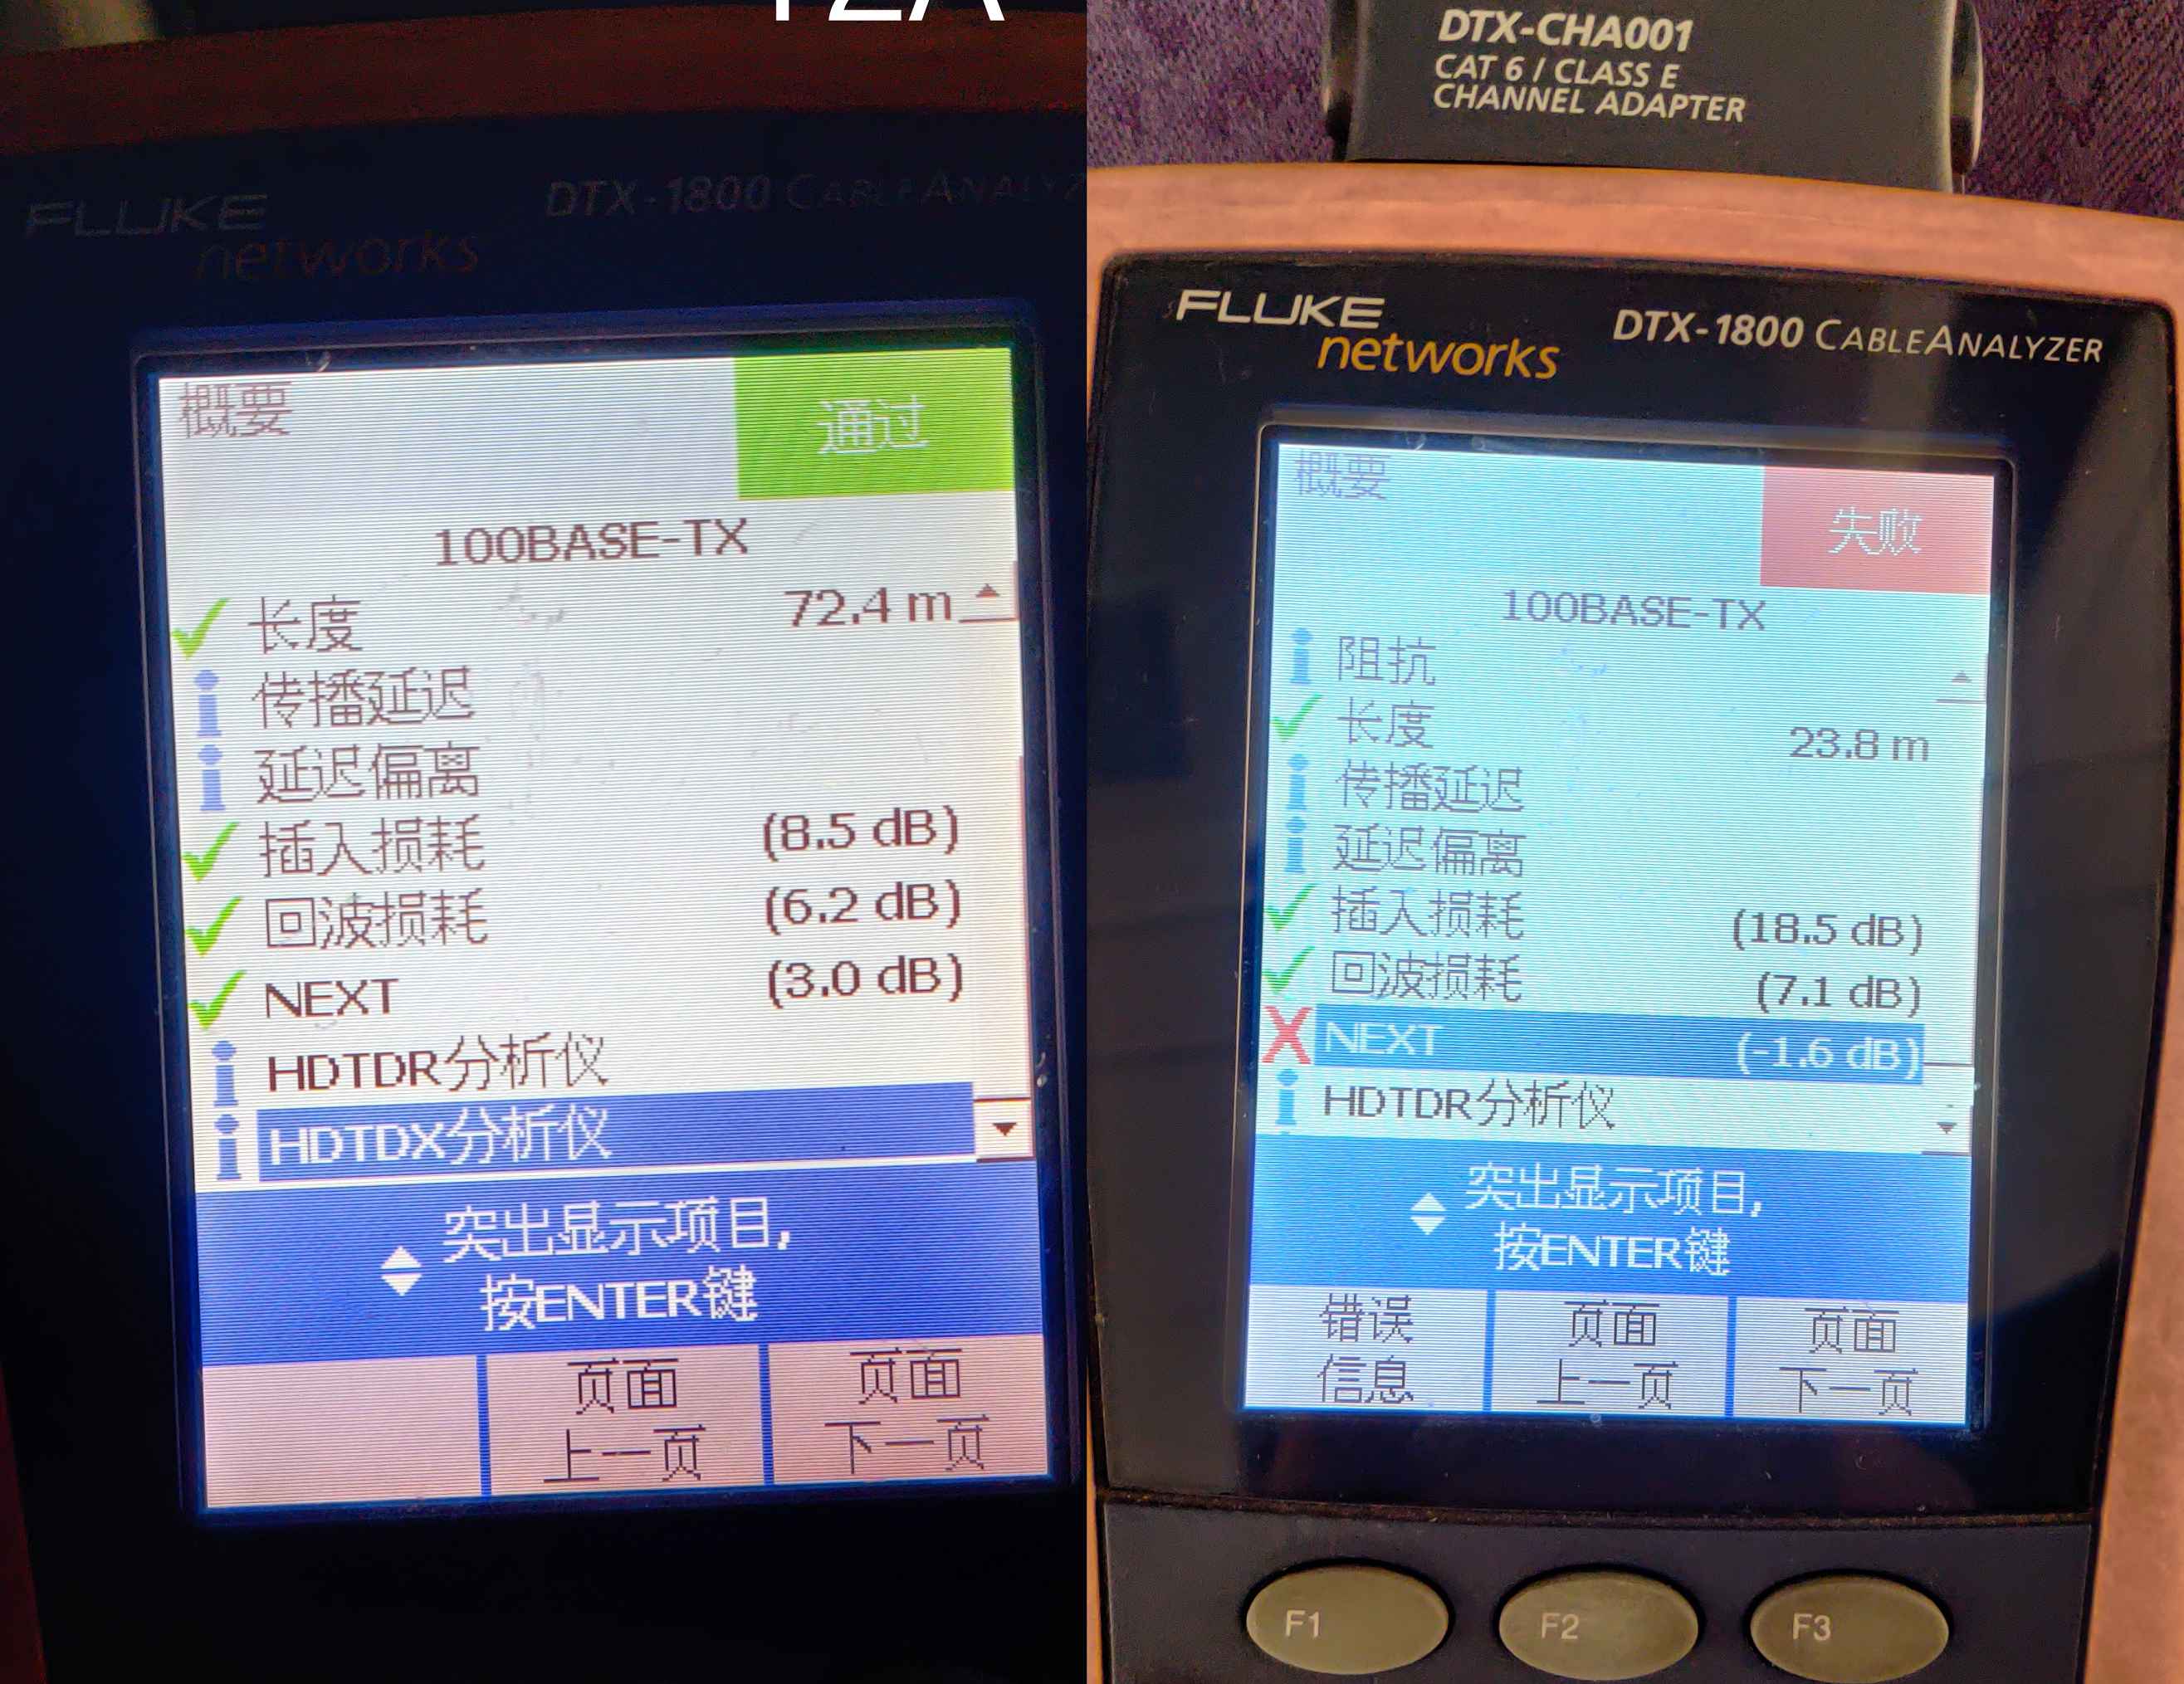 FLUKE
networks
DTX-1800 CABLEANALYZ
概要
通过
100BASE-TX
长度 72.4 m
传播延迟
延迟偏离
插入损耗 (8.5 dB)
回波损耗 (6.2 dB)
NEXT (3.0 dB)
HDTDR分析仪
HDTDX分析仪
突出显示项目,
按ENTER键
页面
上一页
页面
下一页
DTX-CHA001
CAT 6 / CLASS E
CHANNEL ADAPTER
FLUKE
networks
DTX-1800 CABLEANALYZER
概要
失败
100BASE-TX
阻抗
长度 23.8 m
传播延迟
延迟偏离
插入损耗 (18.5 dB)
回波损耗 (7.1 dB)
X NEXT (-1.6 dB)
HDTDR分析仪
突出显示项目,
按ENTER键
错误
信息
页面
上一页
页面
下一页
F1
F2
F3